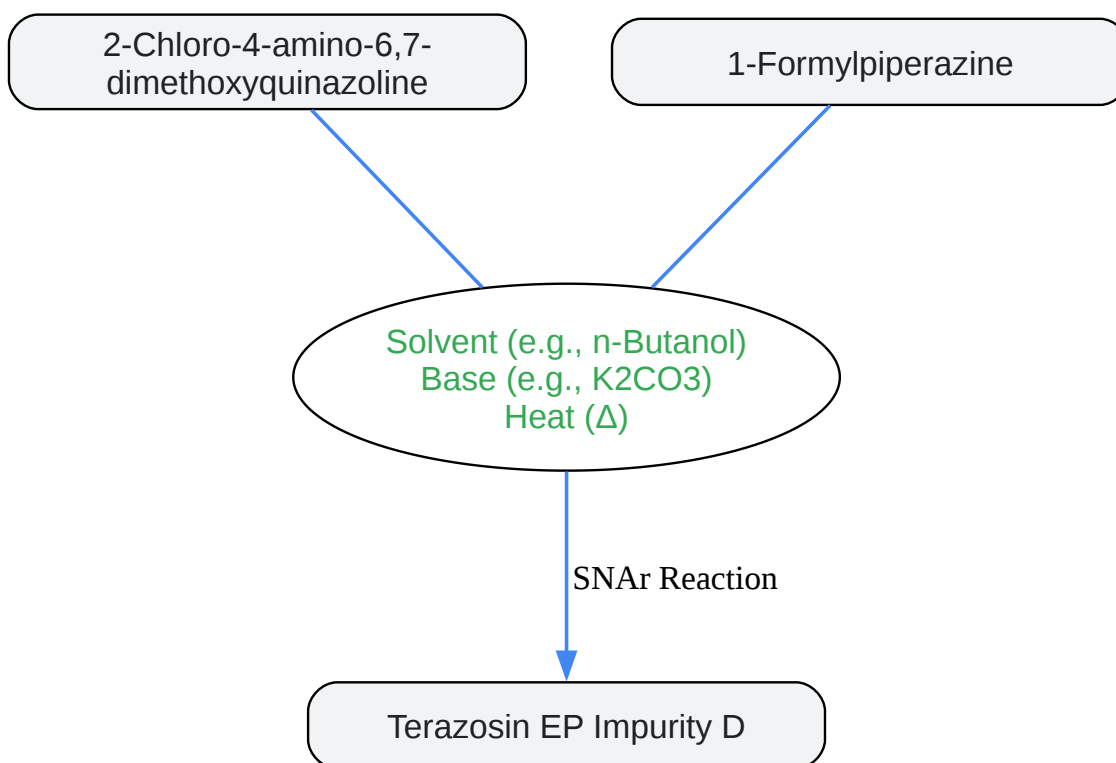 2-Chloro-4-amino-6,7-
dimethoxyquinazoline
1-Formylpiperazine
Solvent (e.g., n-Butanol)
Base (e.g., K2CO3)
Heat (Δ)
SNAr Reaction
Terazosin EP Impurity D